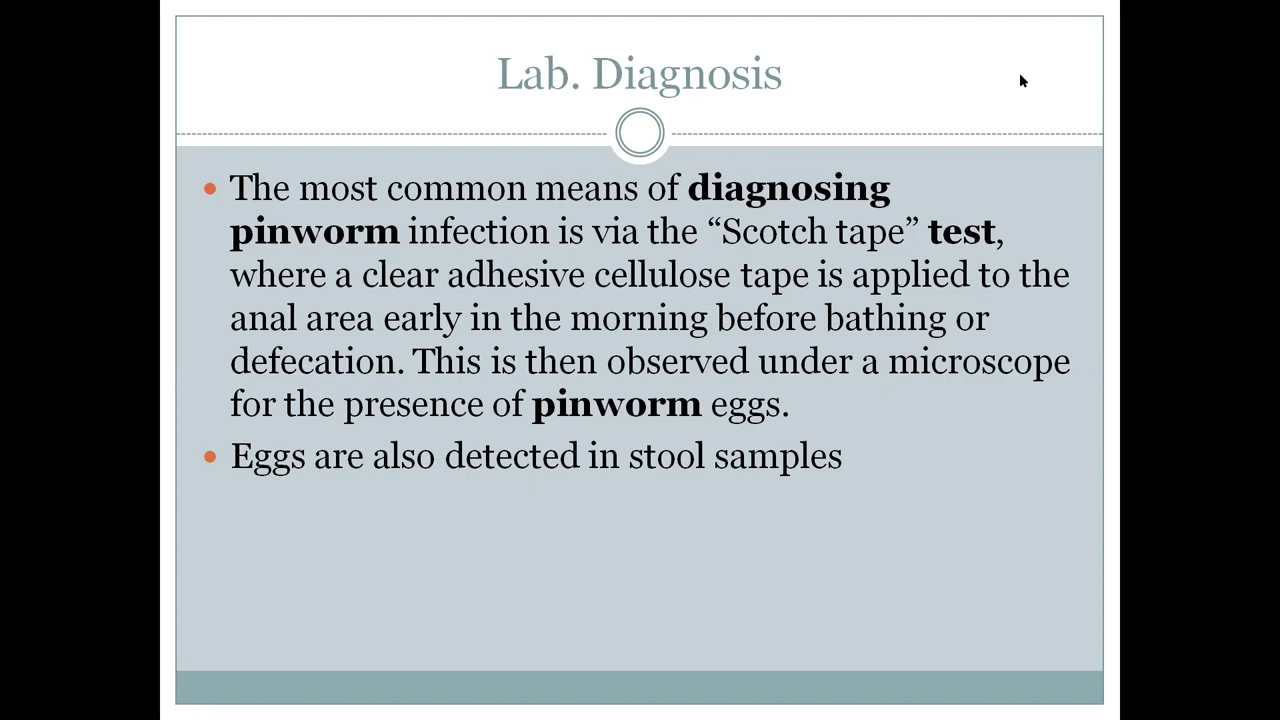 Lab. Diagnosis
The most common means of diagnosing
pinworm infection is via the “Scotch tape” test,
where a clear adhesive cellulose tape is applied to the
anal area early in the morning before bathing or
defecation. This is then observed under a microscope
for the presence of pinworm eggs.
Eggs are also detected in stool samples